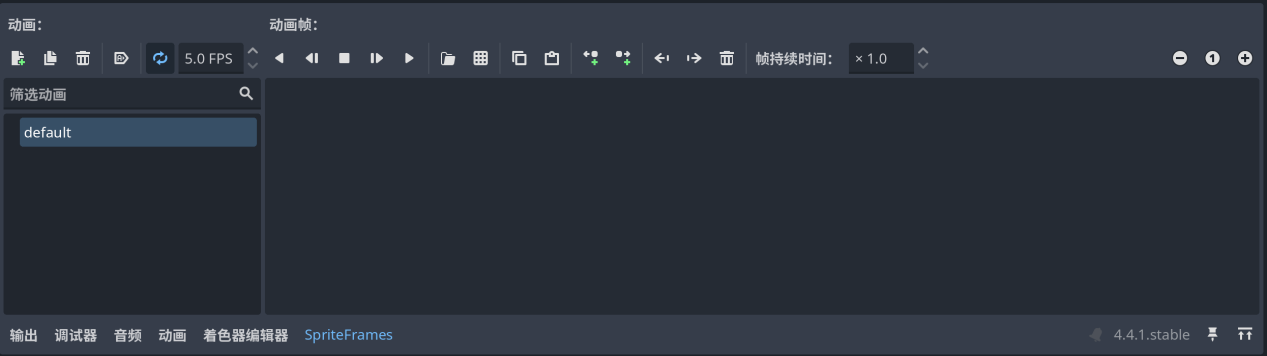 动画： 动画帧：
5.0 FPS 帧持续时间： × 1.0 1
筛选动画
default
输出 调试器 音频 动画 着色器编辑器 SpriteFrames 4.4.1.stable